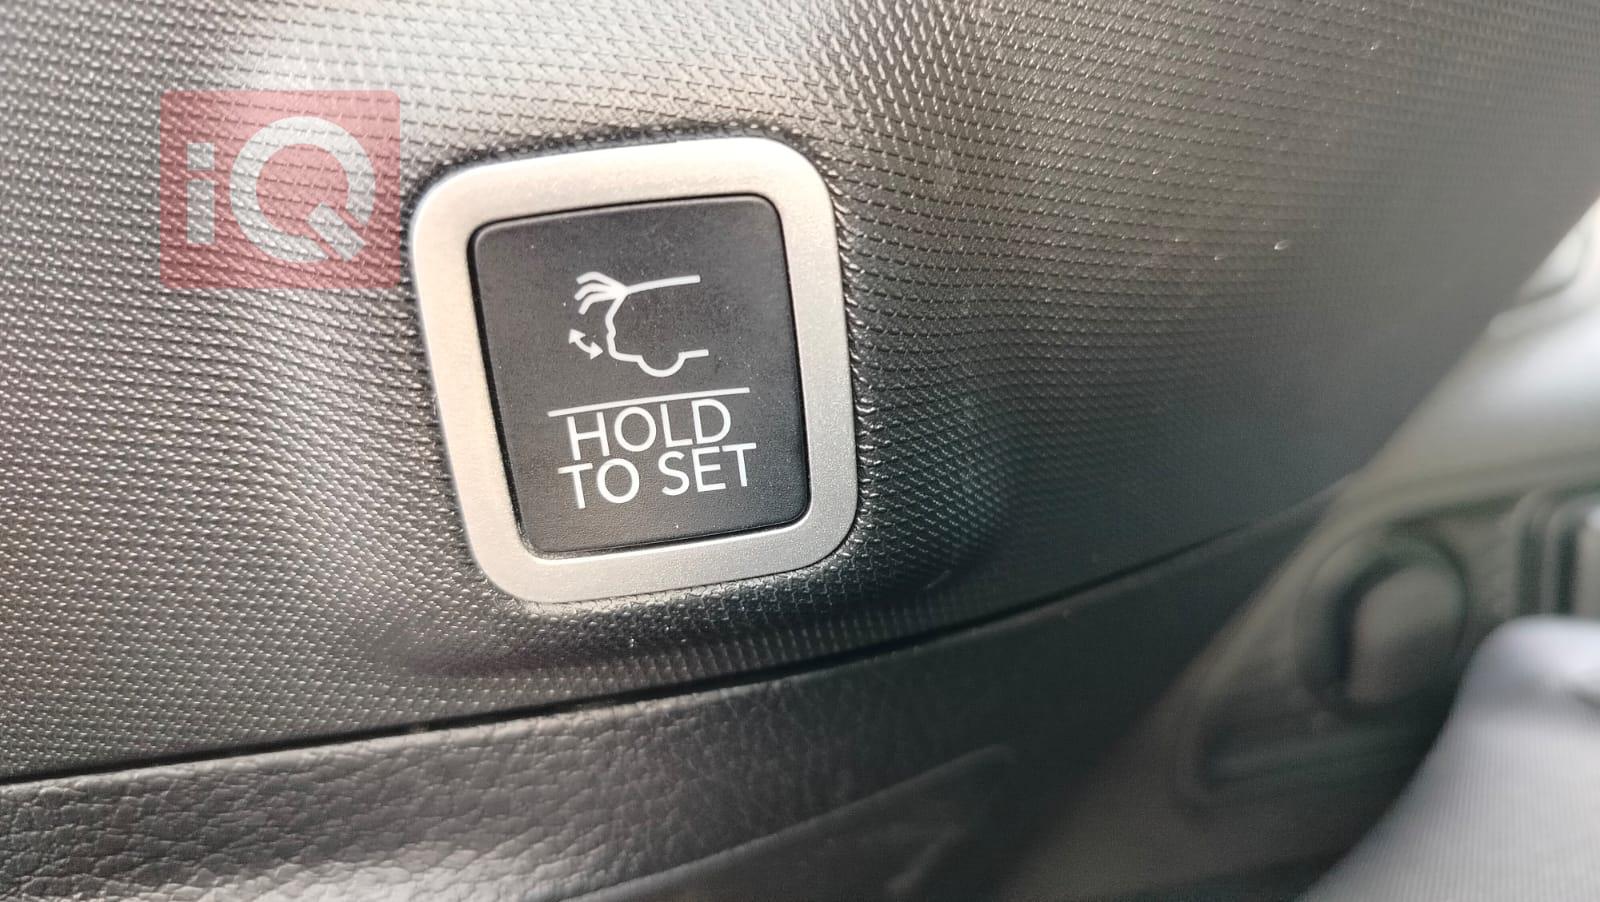 iQ
HOLD
TO SET